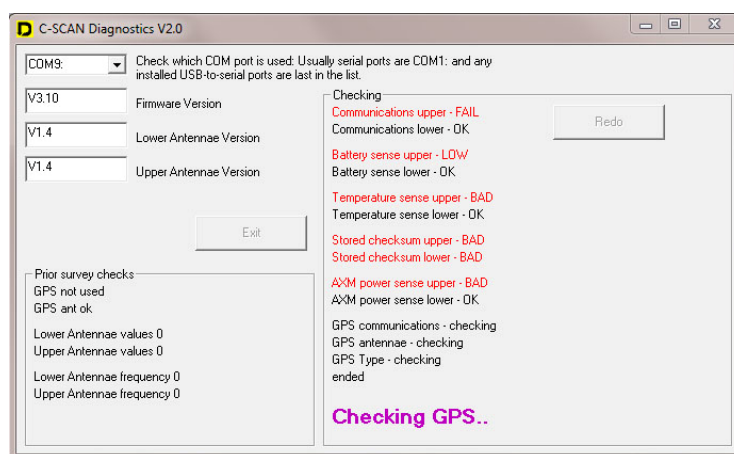 C-SCAN Diagnostics V2.0
COM9:
Check which COM port is used: Usually serial ports are COM1: and any
installed USB-to-serial ports are last in the list.
V3.10
Firmware Version
V1.4
Lower Antennae Version
V1.4
Upper Antennae Version
Exit
Prior survey checks
GPS not used
GPS ant ok
Lower Antennae values 0
Upper Antennae values 0
Lower Antennae frequency 0
Upper Antennae frequency 0
Checking
Communications upper - FAIL
Communications lower - OK
Battery sense upper - LOW
Battery sense lower - OK
Temperature sense upper - BAD
Temperature sense lower - OK
Stored checksum upper - BAD
Stored checksum lower - BAD
AXM power sense upper - BAD
AXM power sense lower - OK
GPS communications - checking
GPS antennae - checking
GPS Type - checking
ended
Checking GPS..
Redo